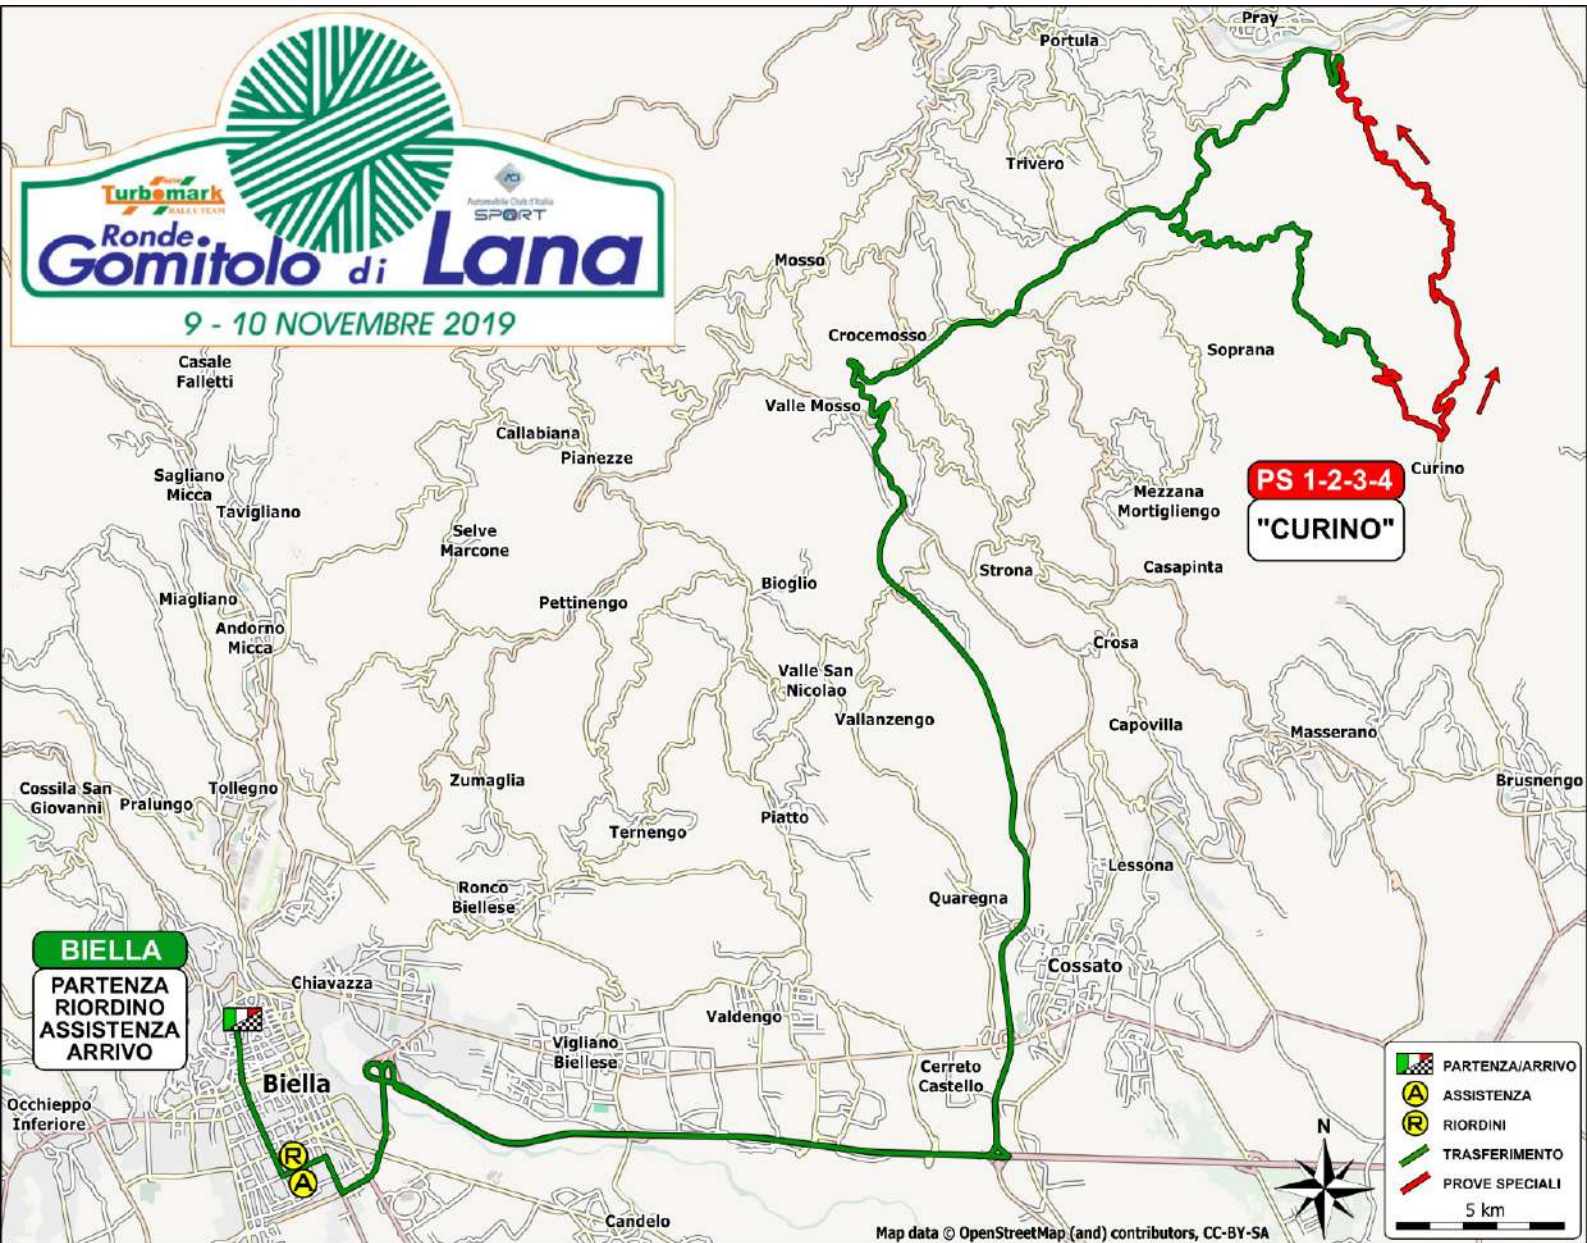 Pray
Portula
Trivero
Turbomark
RALLY TEAM
ACI
Automobile Club d'Italia
SPORT
Ronde
Gomitolo di Lana
9 - 10 NOVEMBRE 2019
Mosso
Crocemosso
Soprana
Casale
Falletti
Valle Mosso
Callabiana
Pianezze
Curino
PS 1-2-3-4
"CURINO"
Sagliano
Micca
Tavigliano
Mezzana
Mortigliengo
Selve
Marcone
Strona
Casapinta
Bioglio
Miagliano
Pettinengo
Andorno
Micca
Crosa
Valle San
Nicolao
Vallanzengo
Capovilla
Masserano
Cossila San
Giovanni
Pralungo
Tollegno
Zumaglia
Brusnengo
Piatto
Ternengo
Lessona
Ronco
Biellese
Quaregna
BIELLA
PARTENZA
RIORDINO
ASSISTENZA
ARRIVO
Chiavazza
Cossato
Valdengo
Vigliano
Biellese
Cerreto
Castello
Biella
Occhieppo
Inferiore
R
A
Candelo
N
PARTENZA/ARRIVO
A ASSISTENZA
R RIORDINI
TRASFERIMENTO
PROVE SPECIALI
5 km
Map data © OpenStreetMap (and) contributors, CC-BY-SA